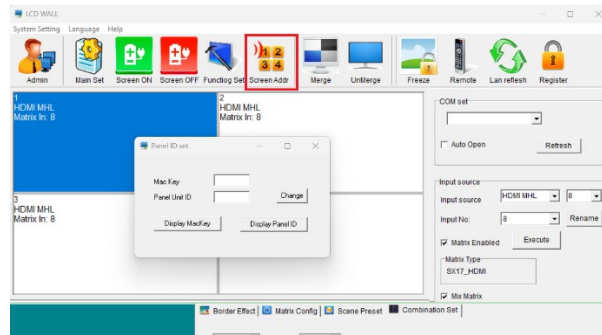 LCD WALL
System Setting Language Help
Admin Main Set Screen ON Screen OFF Functiog Set Screen Addr Merge UnMerge Freeze Remote Lan reflesh Register
1
HDMI MHL
Matrix In: 8
2
HDMI MHL
Matrix In: 8
3
HDMI MHL
Matrix In: 8
Panel ID set
Mac Key
Panel Unit ID
Change
Display MacKey
Display Panel ID
COM set
Auto Open
Refresh
Input source
Input source HDMI MHL 8
Input No: 8 Rename
Matrix Enabled Execute
Matrix Type
SX17_HDMI
Mix Matrix
Border Effect Matrix Config Scene Preset Combination Set